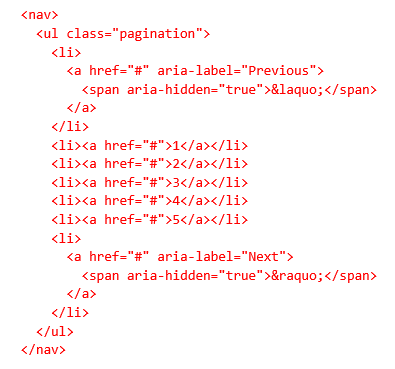 <nav>
  <ul class="pagination">
    <li>
      <a href="#" aria-label="Previous">
        <span aria-hidden="true">&laquo;</span>
      </a>
    </li>
    <li><a href="#">1</a></li>
    <li><a href="#">2</a></li>
    <li><a href="#">3</a></li>
    <li><a href="#">4</a></li>
    <li><a href="#">5</a></li>
    <li>
      <a href="#" aria-label="Next">
        <span aria-hidden="true">&raquo;</span>
      </a>
    </li>
  </ul>
</nav>